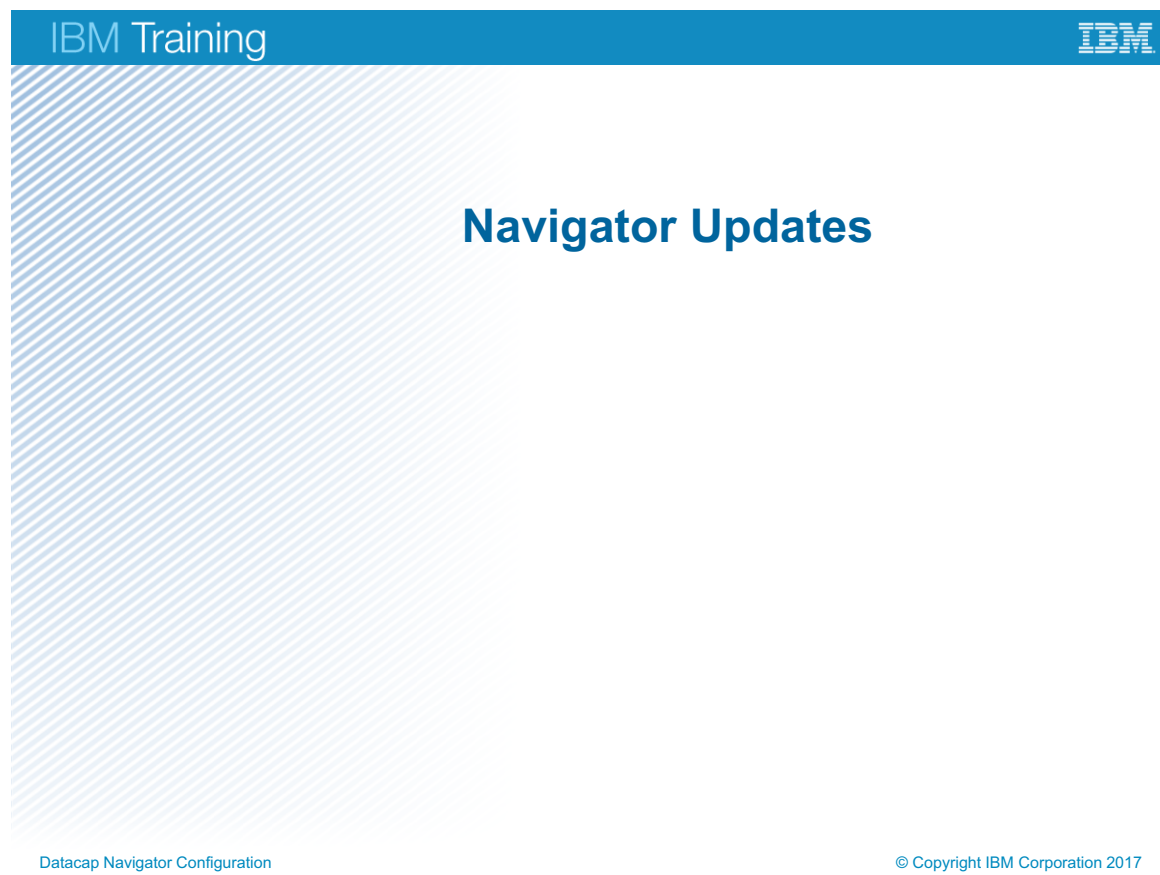 IBM Training
IBM
Navigator Updates
Datacap Navigator Configuration
© Copyright IBM Corporation 2017